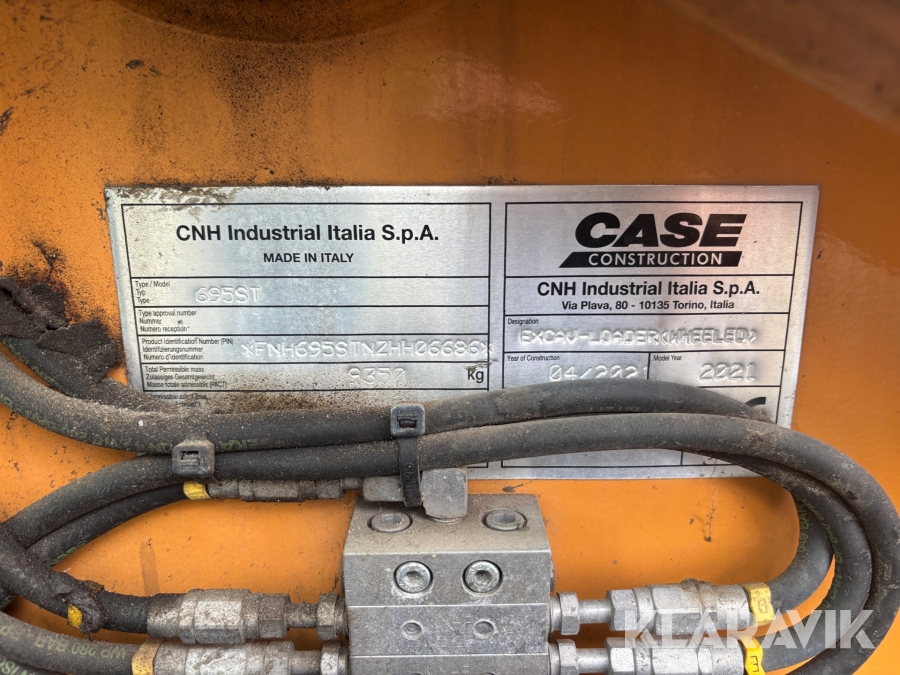 CNH Industrial Italia S.p.A.
MADE IN ITALY
Type / Model
Typ
Type
695ST
Type approval number
Nummer
Numero reception
Product Identification Number (PIN)
Identifizierungsnummer
Numero d'identification
*FNH695STNZHH06686*
Total Permissible mass
Zulassiges Gesamtgewicht
Masse totale admissible (PACT)
9350
Kg
CASE
CONSTRUCTION
CNH Industrial Italia S.p.A.
Via Plava, 80 - 10135 Torino, Italia
Designation
EXCAV-LOADER(WHEELED)
Year of Construction
04/2021
Model Year
2021
KLARAVIK